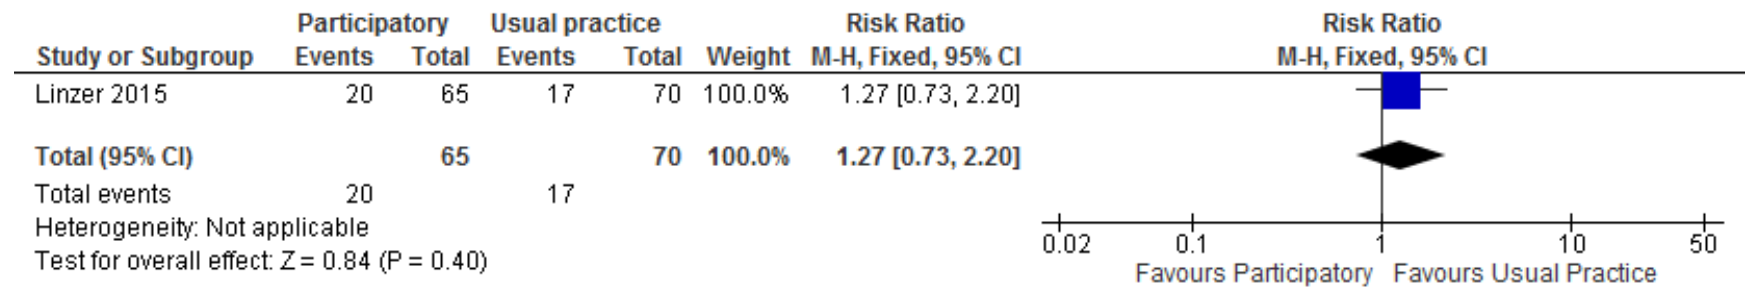 Participatory Usual practice Risk Ratio Risk Ratio
Study or Subgroup Events Total Events Total Weight M-H, Fixed, 95% CI M-H, Fixed, 95% CI
Linzer 2015 20 65 17 70 100.0% 1.27 [0.73, 2.20]
Total (95% CI) 65 70 100.0% 1.27 [0.73, 2.20]
Total events 20 17
Heterogeneity: Not applicable
Test for overall effect: Z = 0.84 (P = 0.40)
0.02 0.1 1 10 50
Favours Participatory Favours Usual Practice